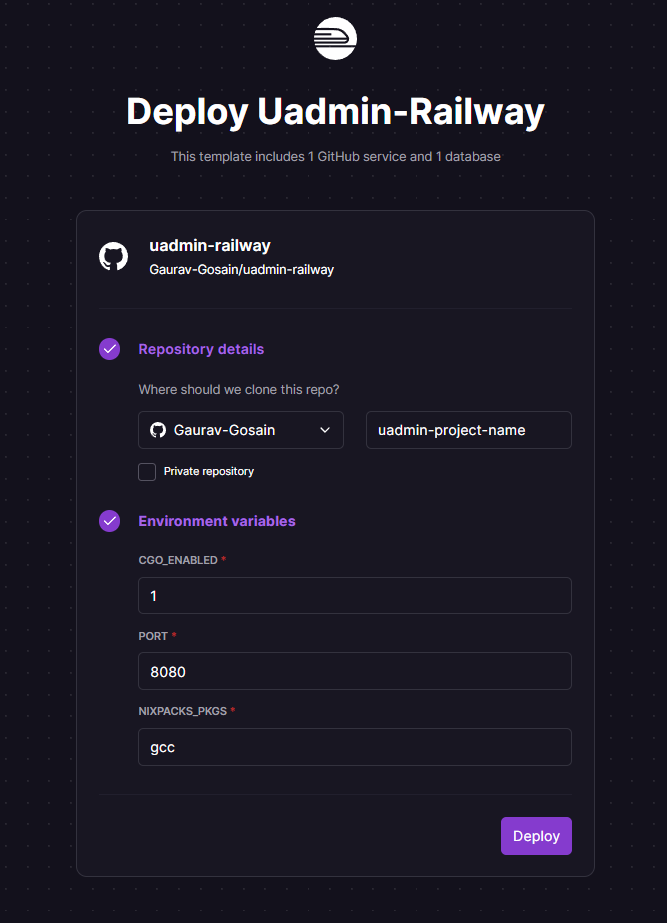 Deploy Uadmin-Railway
This template includes 1 GitHub service and 1 database
uadmin-railway
Gaurav-Gosain/uadmin-railway
Repository details
Where should we clone this repo?
Gaurav-Gosain
uadmin-project-name
Private repository
Environment variables
CGO_ENABLED *
1
PORT *
8080
NIXPACKS_PKGS *
gcc
Deploy